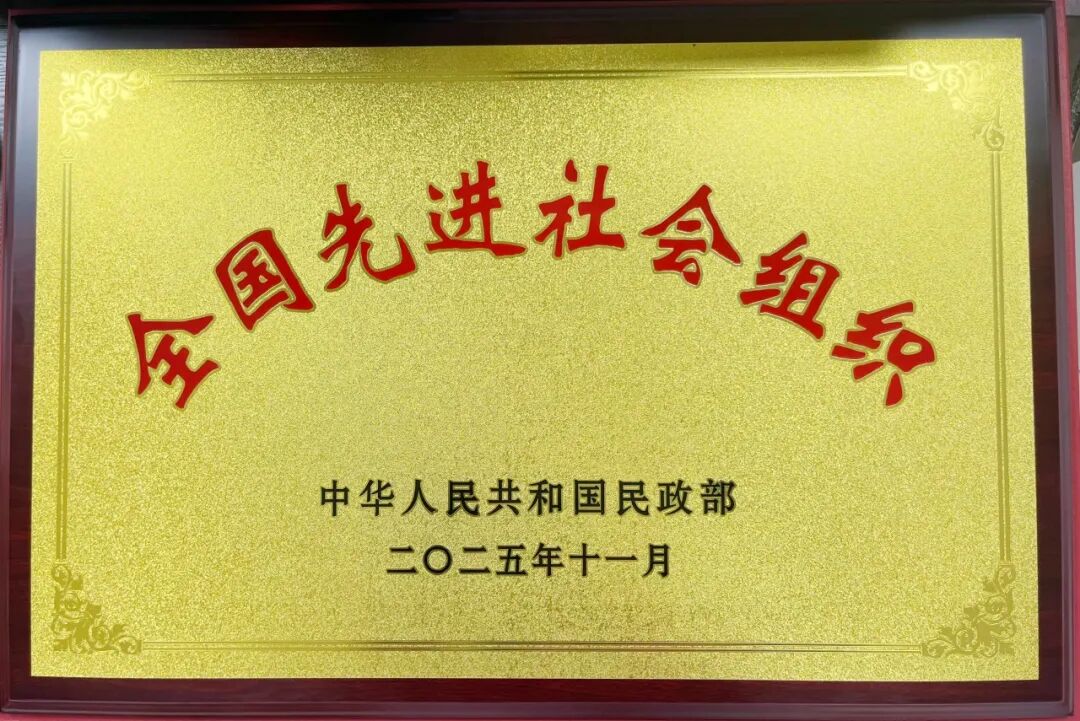 全国先进社会组织
中华人民共和国民政部
二〇二五年十一月